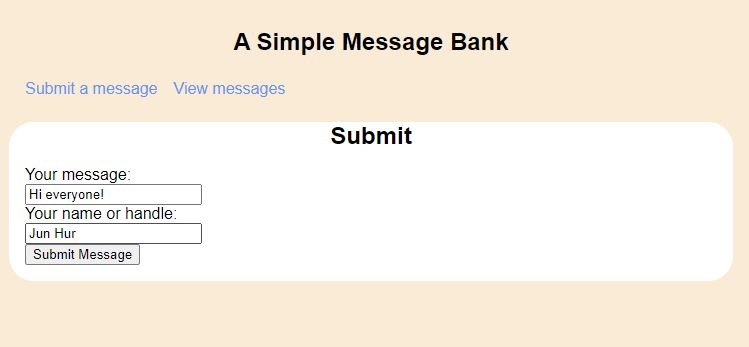 A Simple Message Bank
Submit a message View messages
Submit
Your message:
Hi everyone!
Your name or handle:
Jun Hur
Submit Message